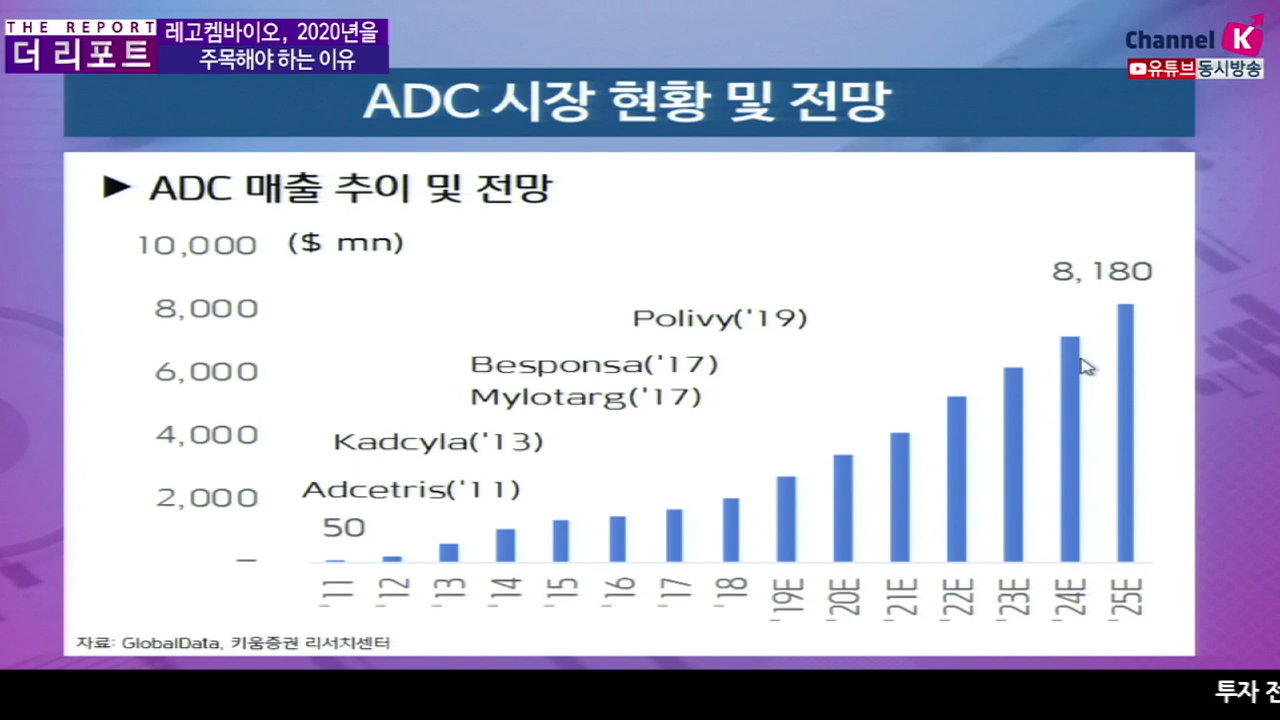 THE REPORT
더 리포트
레고켐바이오, 2020년을
주목해야 하는 이유
Channel K
유튜브 동시방송
ADC 시장 현황 및 전망
► ADC 매출 추이 및 전망
10,000 ($ mn)
8,180
8,000
Polivy('19)
6,000
Besponsa('17)
Mylotarg('17)
4,000
Kadcyla('13)
2,000
Adcetris('11)
50
–
'11 '12 '13 '14 '15 '16 '17 '18 '19E '20E '21E '22E '23E '24E '25E
자료: GlobalData, 키움증권 리서치센터
투자